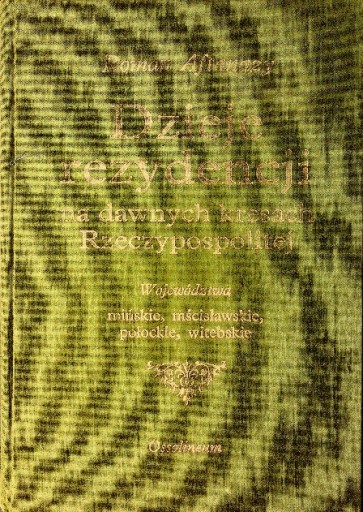 Roman Aftanazy
Dzieje
rezydencji
na dawnych kresach
Rzeczypospolitej
Województwa
mińskie, mścisławskie,
połockie, witebskie
Ossolineum